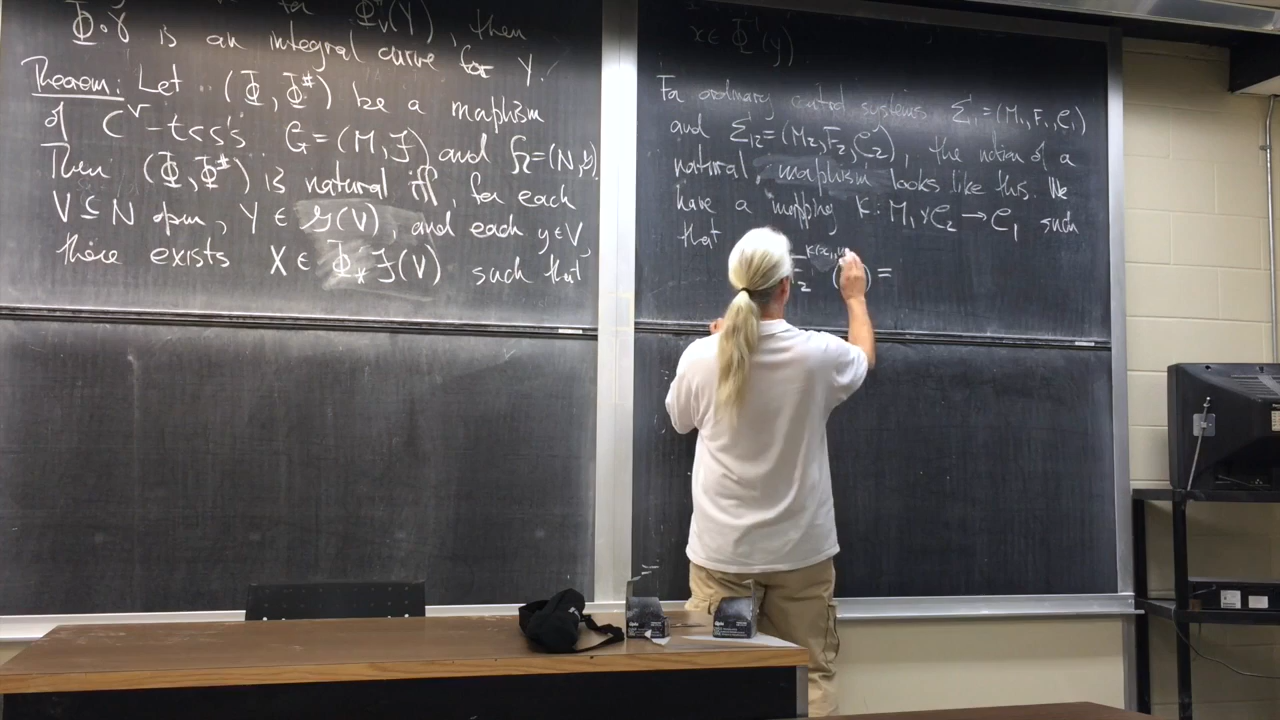 is an integral curve for Y.
Theorem: Let (Φ, Φ^#) be a morphism
of C^r-tcs's G=(M,F) and H=(N,G).
Then (Φ,Φ^#) is natural iff, for each
V⊆N open, Y∈G(V), and each y∈V,
there exists X∈Φ_*F(V) such that
x∈Φ^{-1}(y)
For ordinary control systems Σ_1=(M_1,F_1,C_1)
and Σ_2=(M_2,F_2,C_2), the notion of a
natural morphism looks like this. We
have a mapping κ: M_1×C_2→C_1 such
that